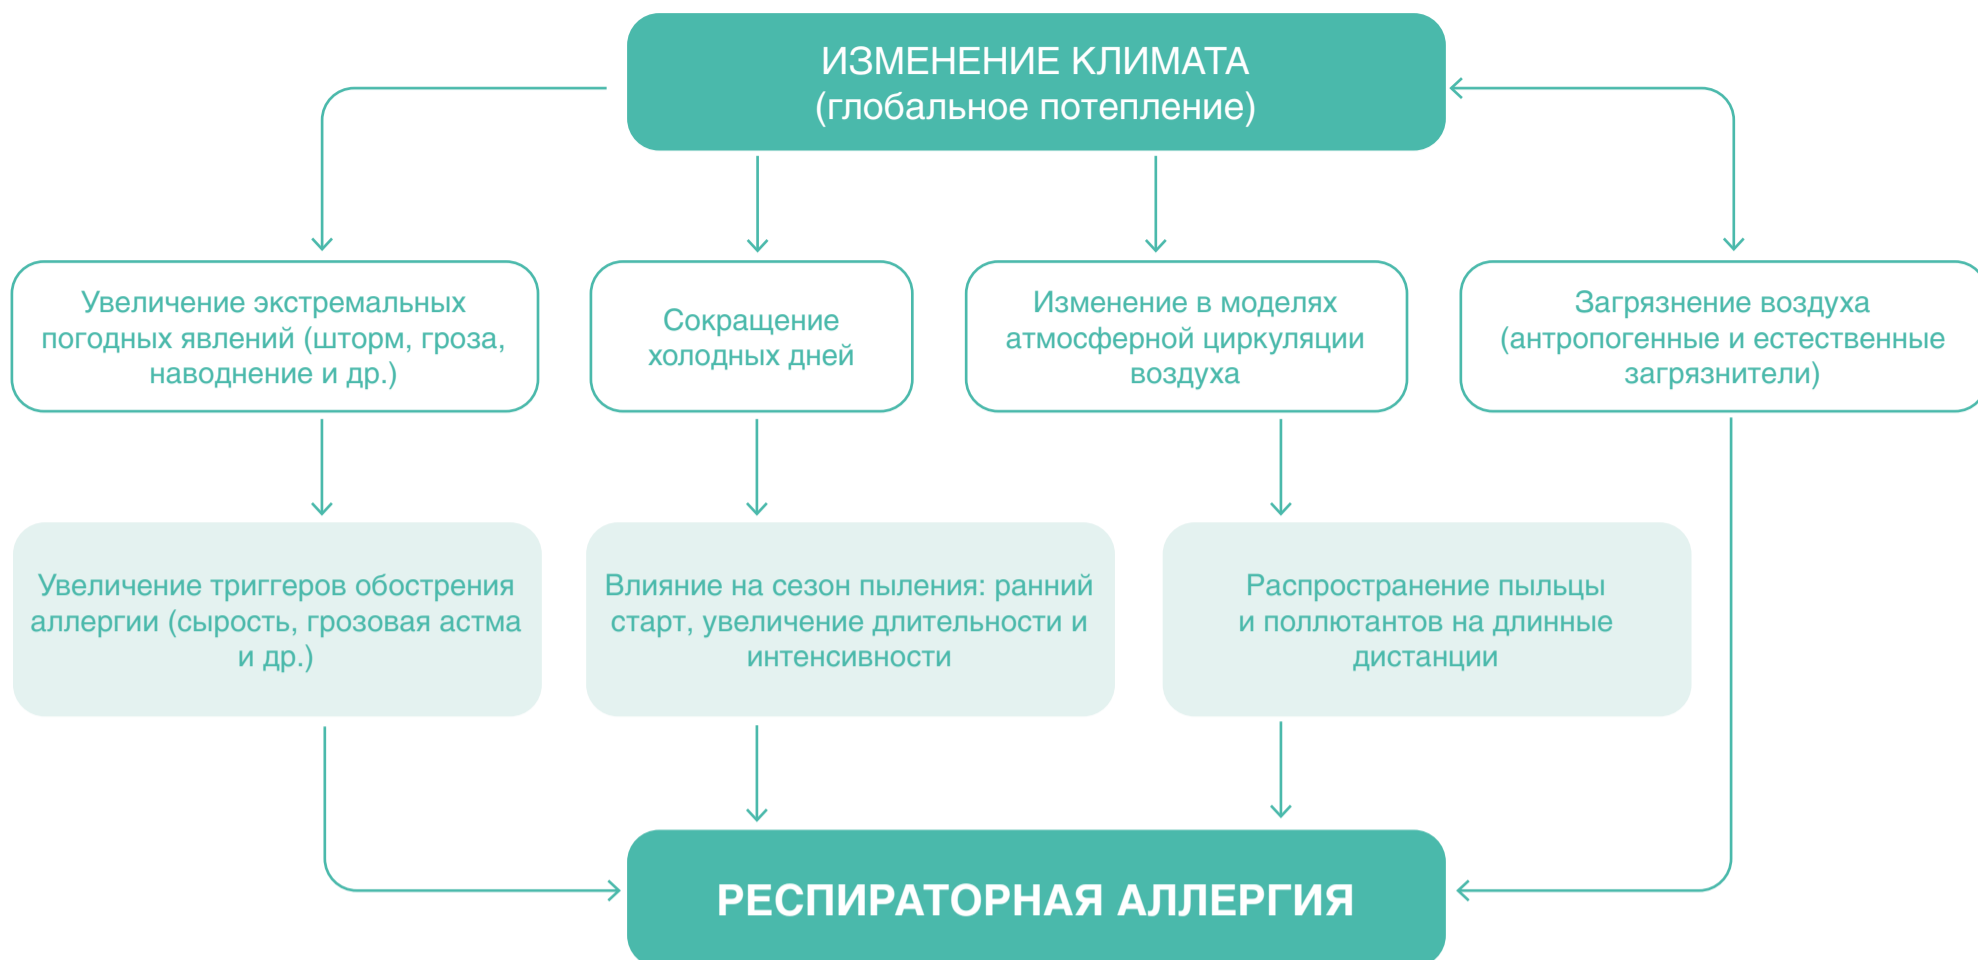 ИЗМЕНЕНИЕ КЛИМАТА
(глобальное потепление)
Увеличение экстремальных
погодных явлений (шторм, гроза,
наводнение и др.)
Сокращение
холодных дней
Изменение в моделях
атмосферной циркуляции
воздуха
Загрязнение воздуха
(антропогенные и естественные
загрязнители)
Увеличение триггеров обострения
аллергии (сырость, грозовая астма
и др.)
Влияние на сезон пыления: ранний
старт, увеличение длительности и
интенсивности
Распространение пыльцы
и поллютантов на длинные
дистанции
РЕСПИРАТОРНАЯ АЛЛЕРГИЯ